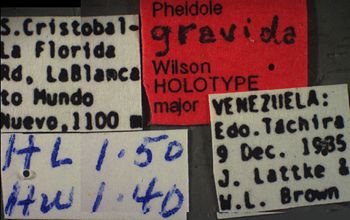 S.Cristobal-
La Florida
Rd, LaBlanca
to Mundo
Nuevo, 1100 m
Pheidole
gravida
Wilson
HOLOTYPE
major
VENEZUELA:
Edo.Tachira
9 Dec. 1985
J. Lattke &
W.L. Brown
HL 1.50
HW 1.40